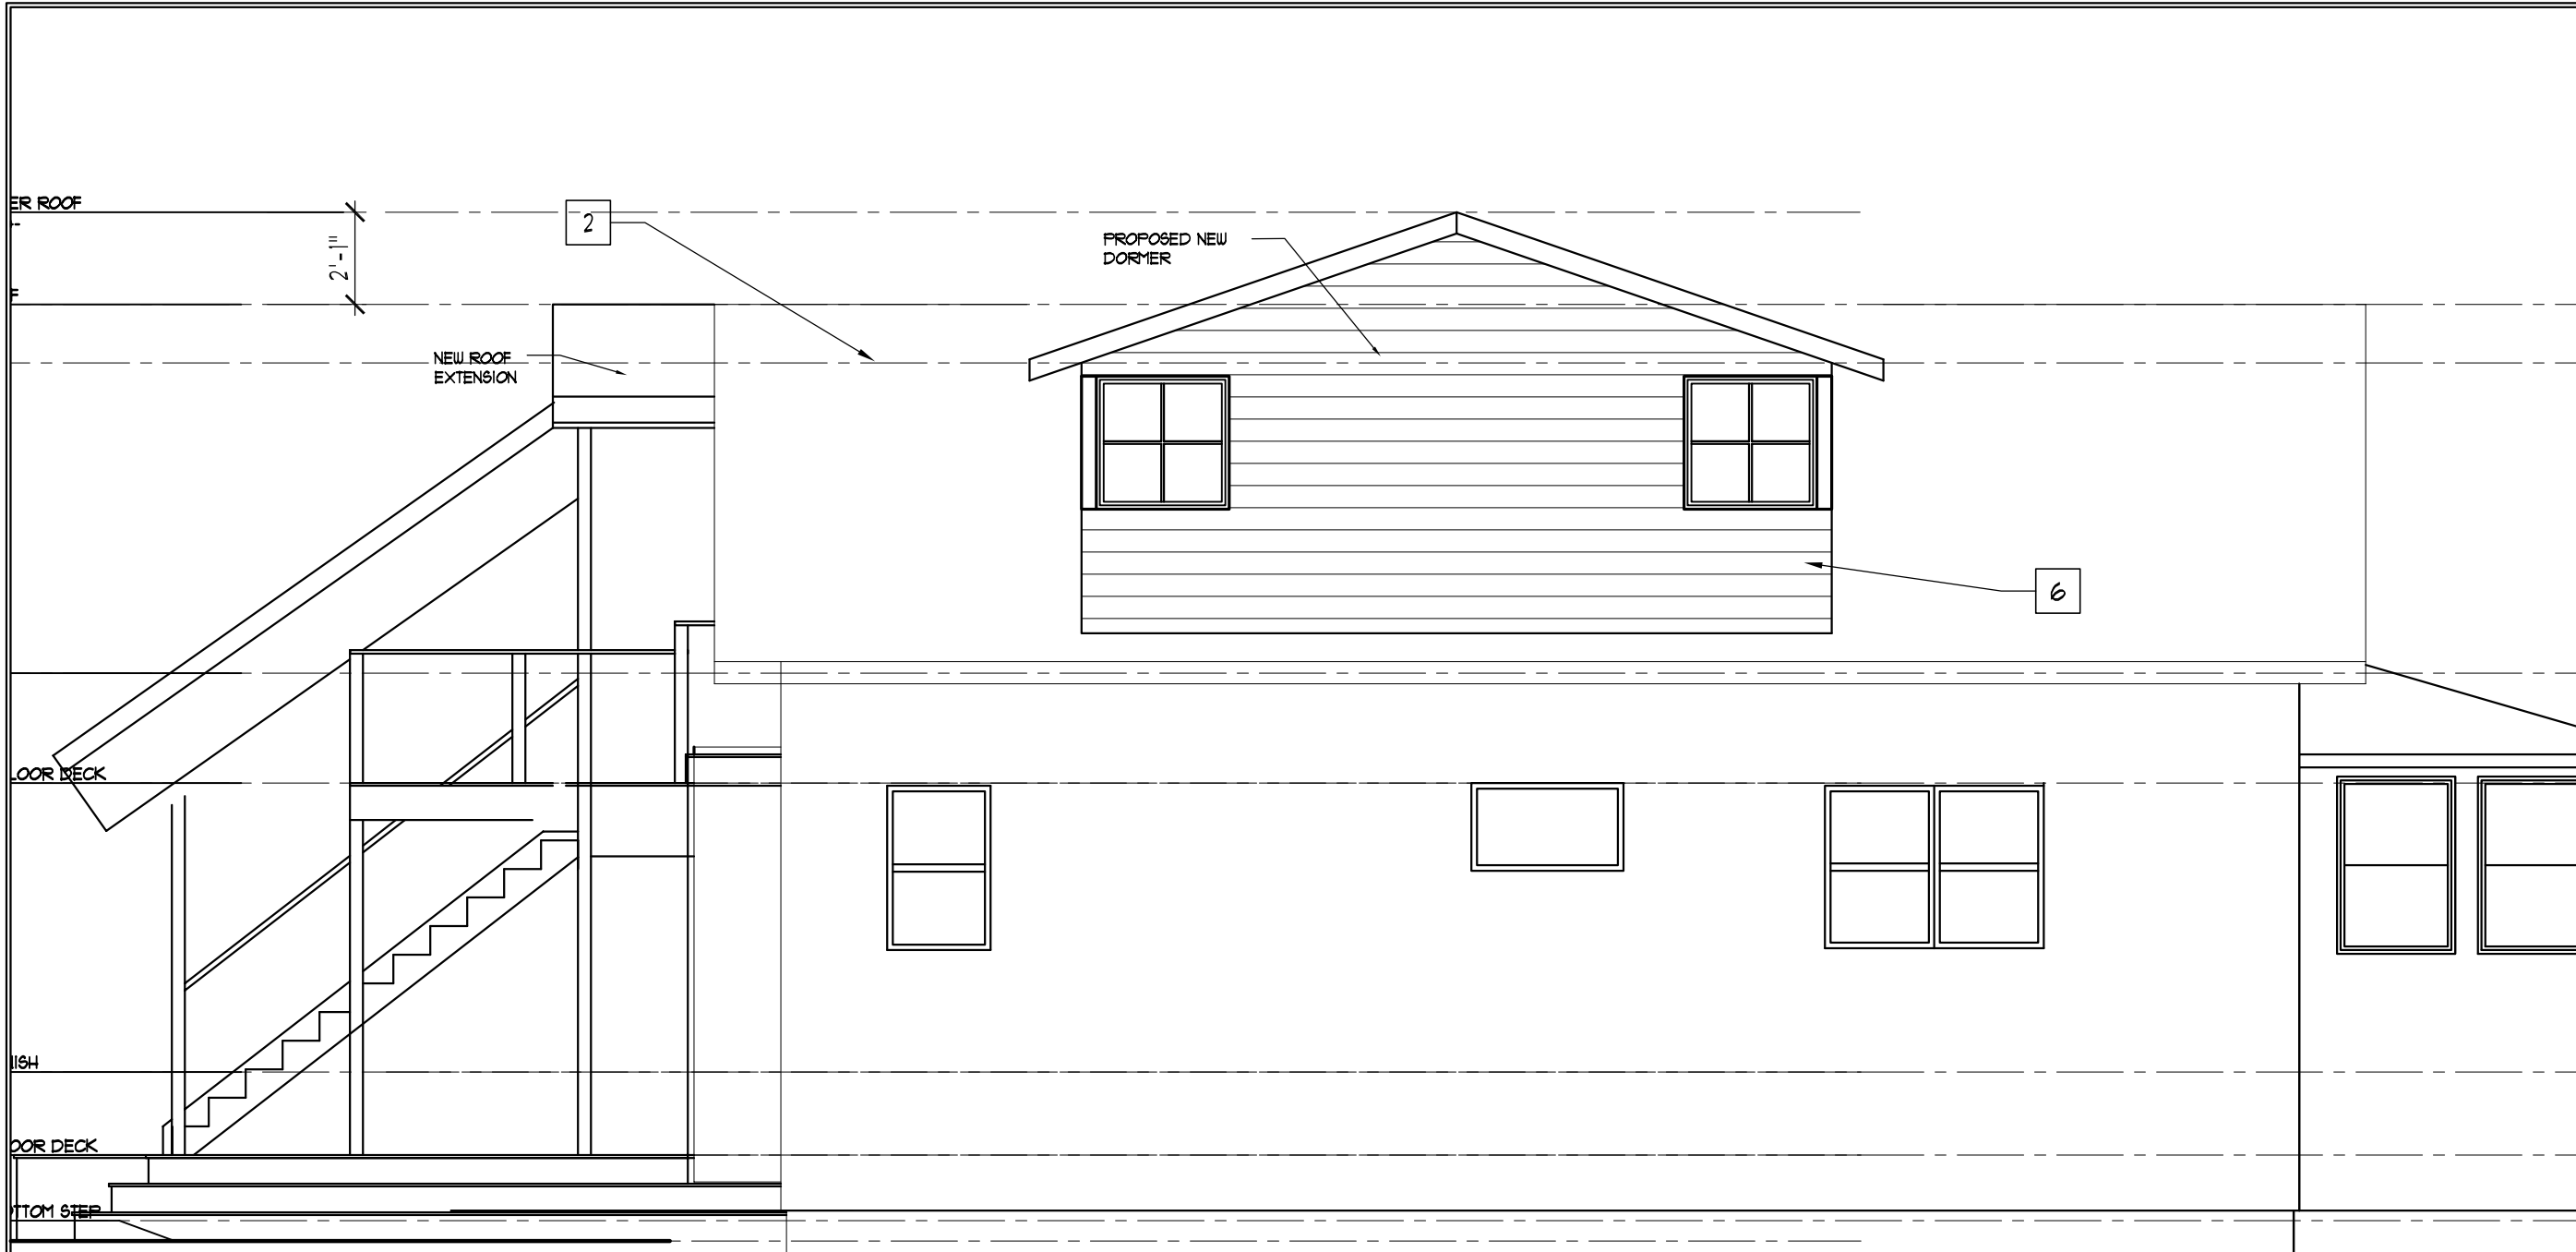 ER ROOF
2'-1"
2
PROPOSED NEW
DORMER
NEW ROOF
EXTENSION
6
LOOR DECK
ISH
OOR DECK
TTOM STEP